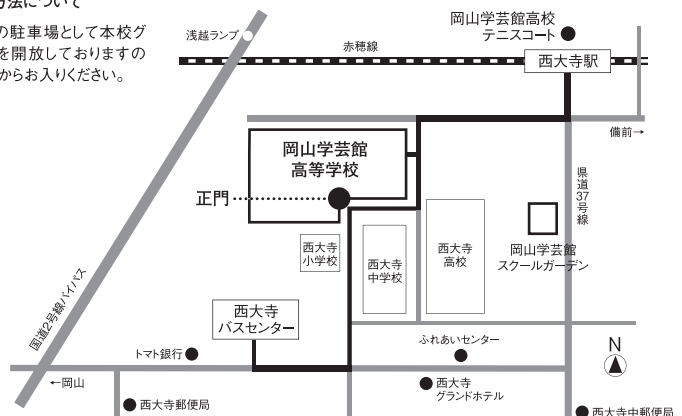 方法について
の駐車場として本校グ
を開放しておりますの
からお入りください。
浅越ランプ
赤穂線
岡山学芸館高校
テニスコート
西大寺駅
備前→
岡山学芸館
高等学校
正門
県道37号線
西大寺
小学校
西大寺
中学校
西大寺
高校
岡山学芸館
スクールガーデン
国道2号線バイパス
西大寺
バスセンター
トマト銀行
ふれあいセンター
N
←岡山
西大寺
グランドホテル
西大寺郵便局
西大寺中郵便局